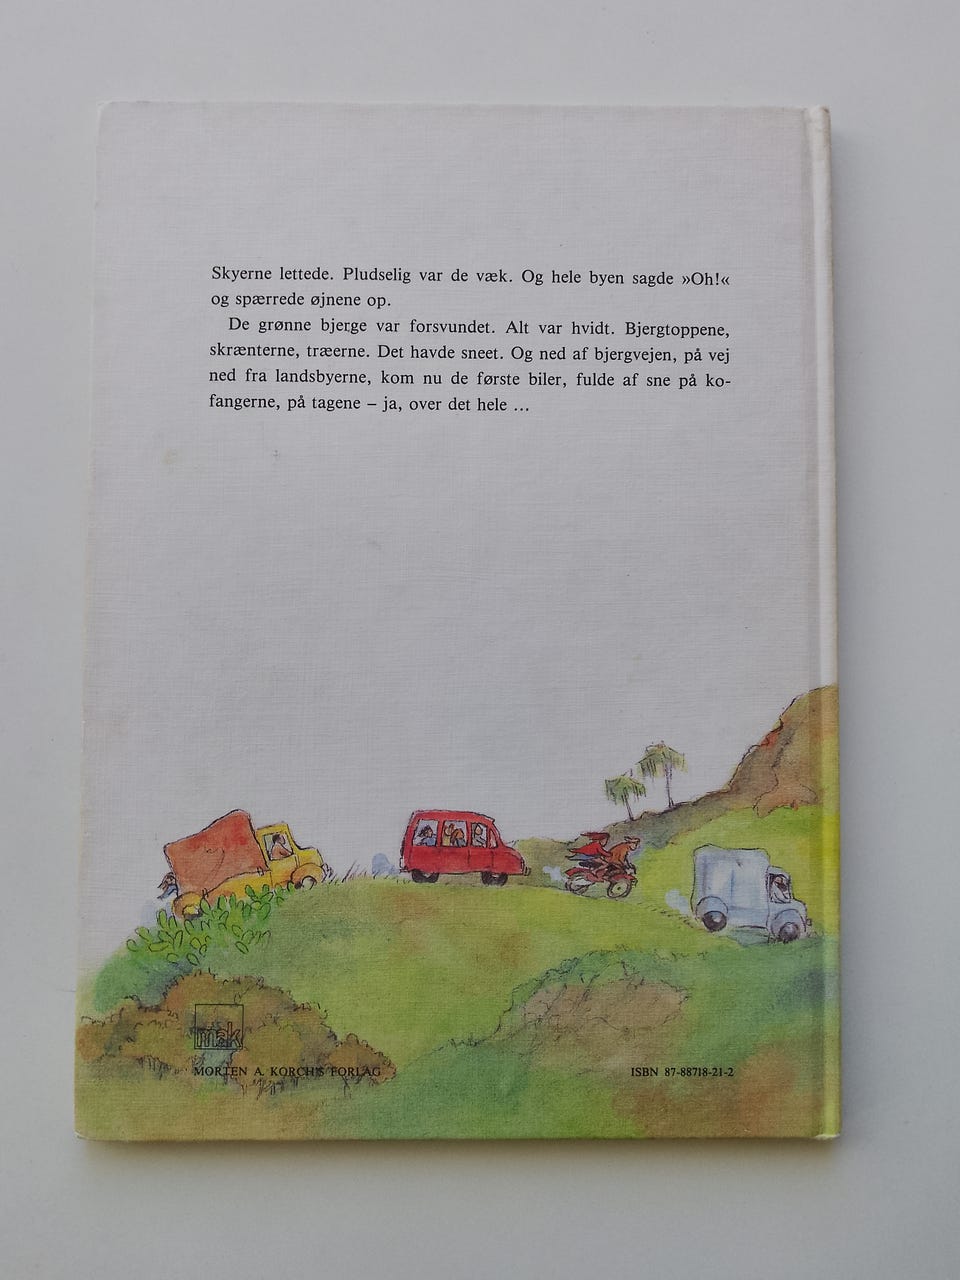 Skyerne lettede. Pludselig var de væk. Og hele byen sagde »Oh!«
og spærrede øjnene op.
De grønne bjerge var forsvundet. Alt var hvidt. Bjergtoppene,
skrænterne, træerne. Det havde sneet. Og ned af bjergvejen, på vej
ned fra landsbyerne, kom nu de første biler, fulde af sne på ko-
fangerne, på tagene – ja, over det hele ...
mak
MORTEN A. KORCH'S FORLAG
ISBN 87-88718-21-2